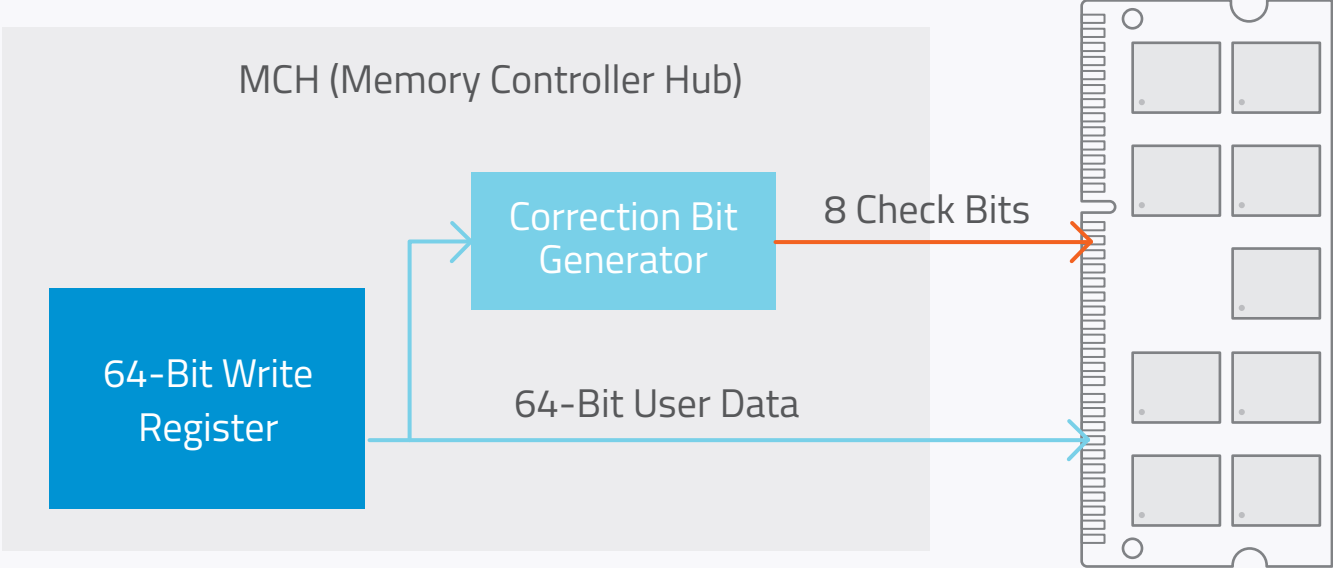 MCH (Memory Controller Hub)
Correction Bit
Generator
8 Check Bits
64-Bit Write
Register
64-Bit User Data